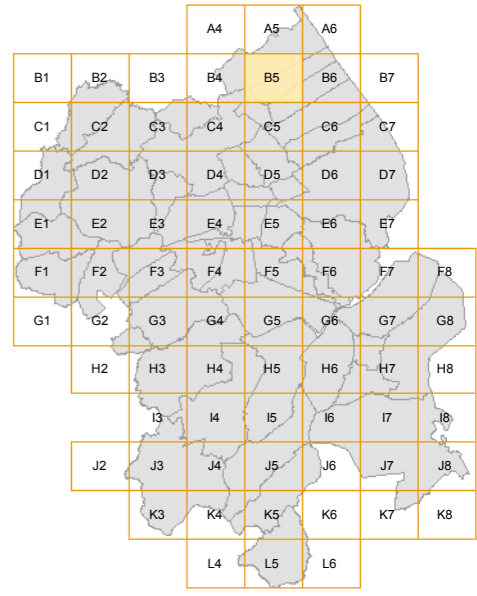 A4 A5 A6
B1 B2 B3 B4 B5 B6 B7
C1 C2 C3 C4 C5 C6 C7
D1 D2 D3 D4 D5 D6 D7
E1 E2 E3 E4 E5 E6 E7
F1 F2 F3 F4 F5 F6 F7 F8
G1 G2 G3 G4 G5 G6 G7 G8
H2 H3 H4 H5 H6 H7 H8
I3 I4 I5 I6 I7 I8
J2 J3 J4 J5 J6 J7 J8
K3 K4 K5 K6 K7 K8
L4 L5 L6